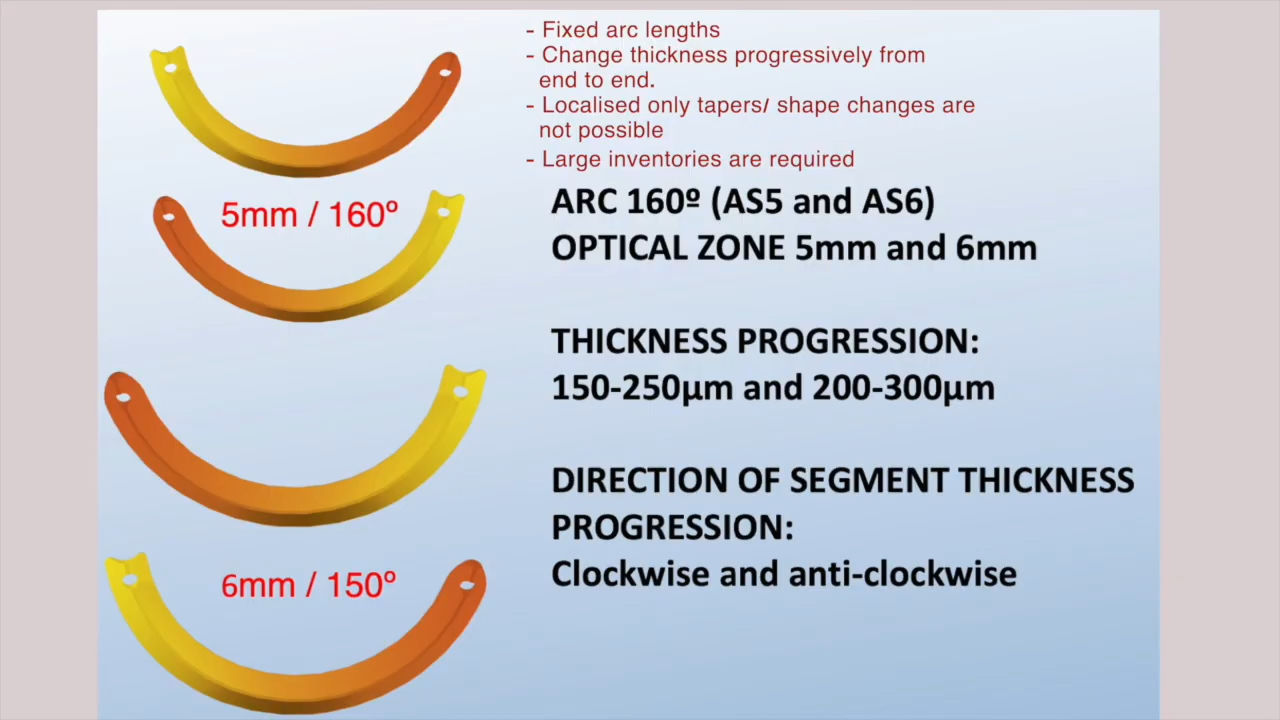 - Fixed arc lengths
- Change thickness progressively from
end to end.
- Localised only tapers/ shape changes are
not possible
- Large inventories are required
ARC 160º (AS5 and AS6)
OPTICAL ZONE 5mm and 6mm
5mm / 160º
THICKNESS PROGRESSION:
150-250µm and 200-300µm
DIRECTION OF SEGMENT THICKNESS
PROGRESSION:
Clockwise and anti-clockwise
6mm / 150º